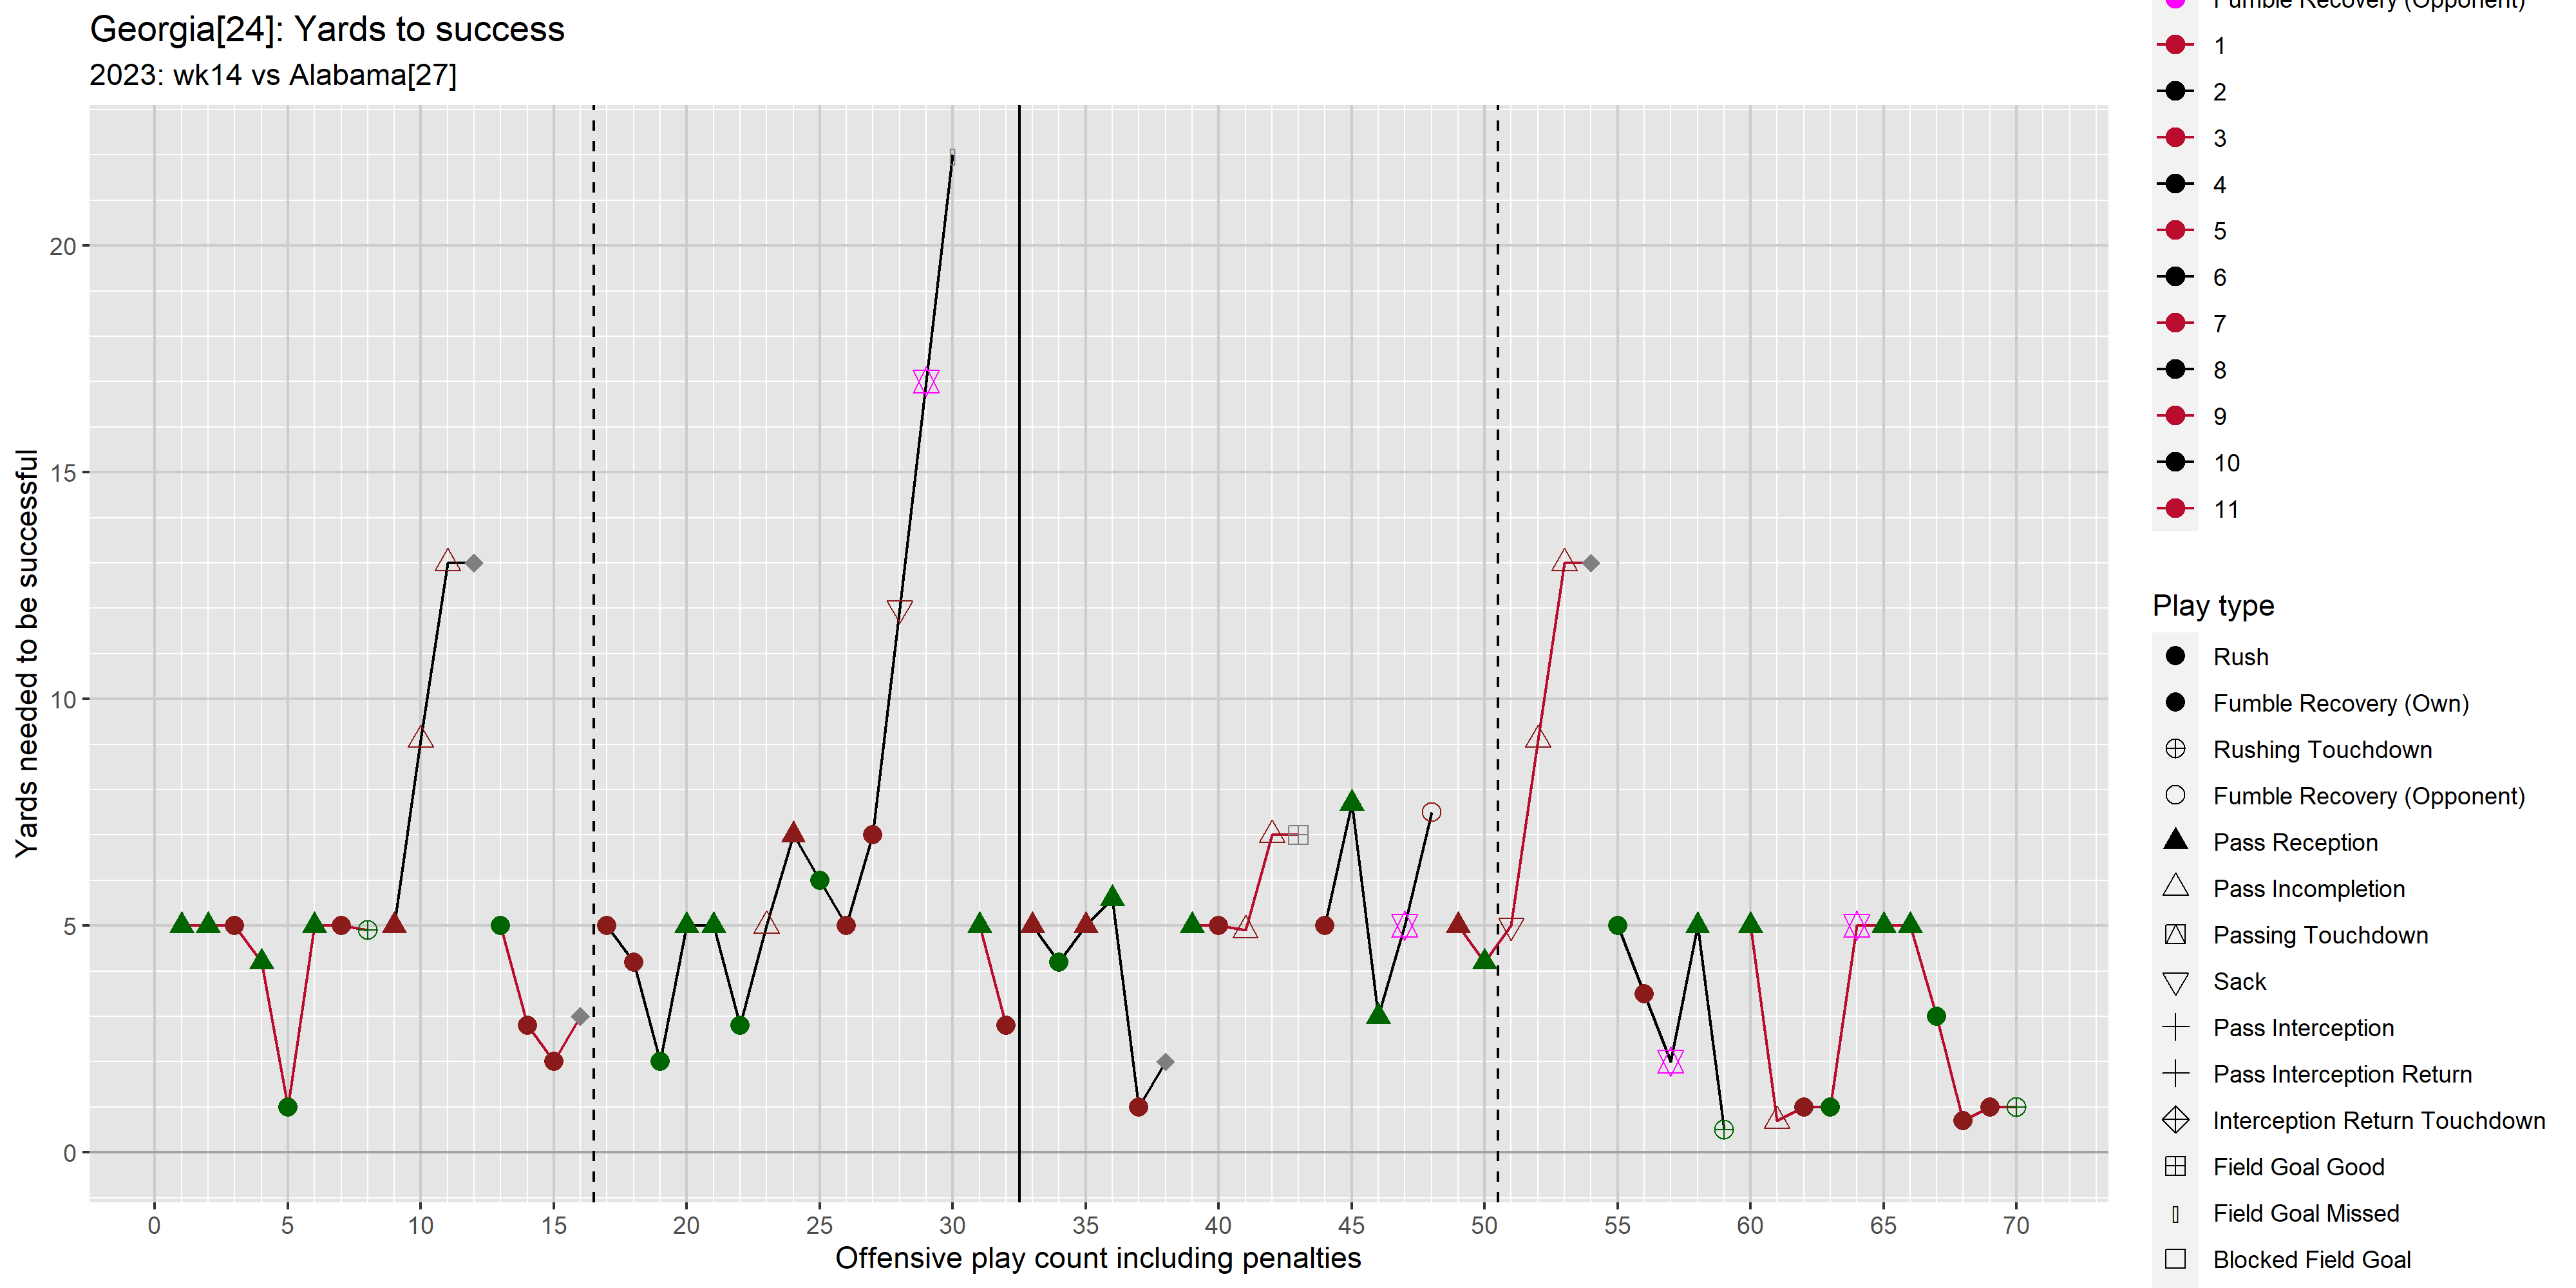 Georgia[24]: Yards to success
2023: wk14 vs Alabama[27]
Yards needed to be successful
20
15
10
5
0
0 5 10 15 20 25 30 35 40 45 50 55 60 65 70
Offensive play count including penalties
Fumble Recovery (Opponent)
1
2
3
4
5
6
7
8
9
10
11
Play type
Rush
Fumble Recovery (Own)
Rushing Touchdown
Fumble Recovery (Opponent)
Pass Reception
Pass Incompletion
Passing Touchdown
Sack
Pass Interception
Pass Interception Return
Interception Return Touchdown
Field Goal Good
Field Goal Missed
Blocked Field Goal